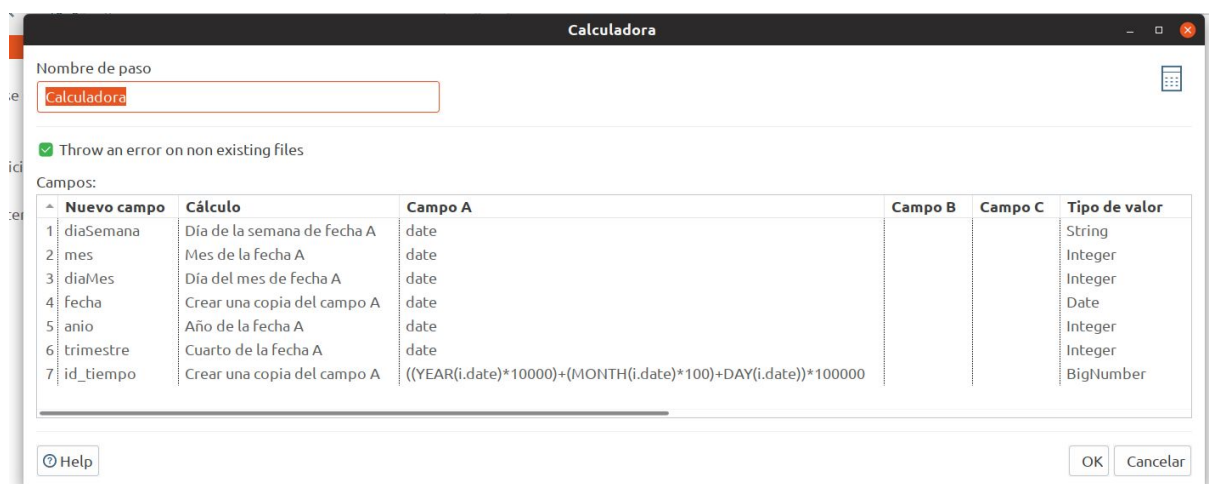 Calculadora
Nombre de paso
Calculadora
Throw an error on non existing files
Campos:
Nuevo campo Cálculo Campo A Campo B Campo C Tipo de valor
1 diaSemana Día de la semana de fecha A date String
2 mes Mes de la fecha A date Integer
3 diaMes Día del mes de fecha A date Integer
4 fecha Crear una copia del campo A date Date
5 anio Año de la fecha A date Integer
6 trimestre Cuarto de la fecha A date Integer
7 id_tiempo Crear una copia del campo A ((YEAR(i.date)*10000)+(MONTH(i.date)*100)+DAY(i.date))*100000 BigNumber
Help OK Cancelar